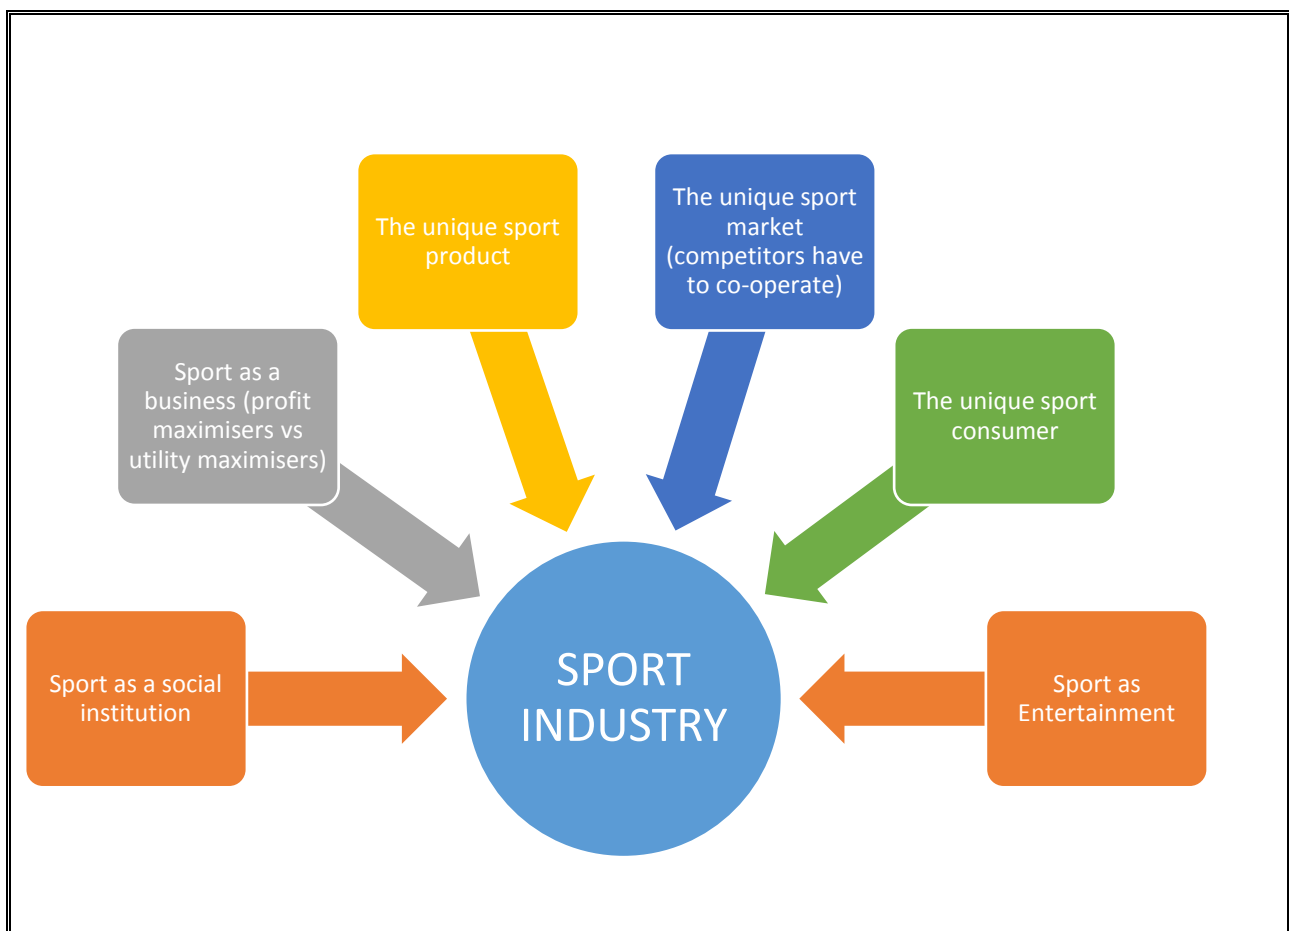 The unique sport
product
The unique sport
market
(competitors have
to co-operate)
Sport as a
business (profit
maximisers vs
utility maximisers)
The unique sport
consumer
Sport as a social
institution
SPORT
INDUSTRY
Sport as
Entertainment